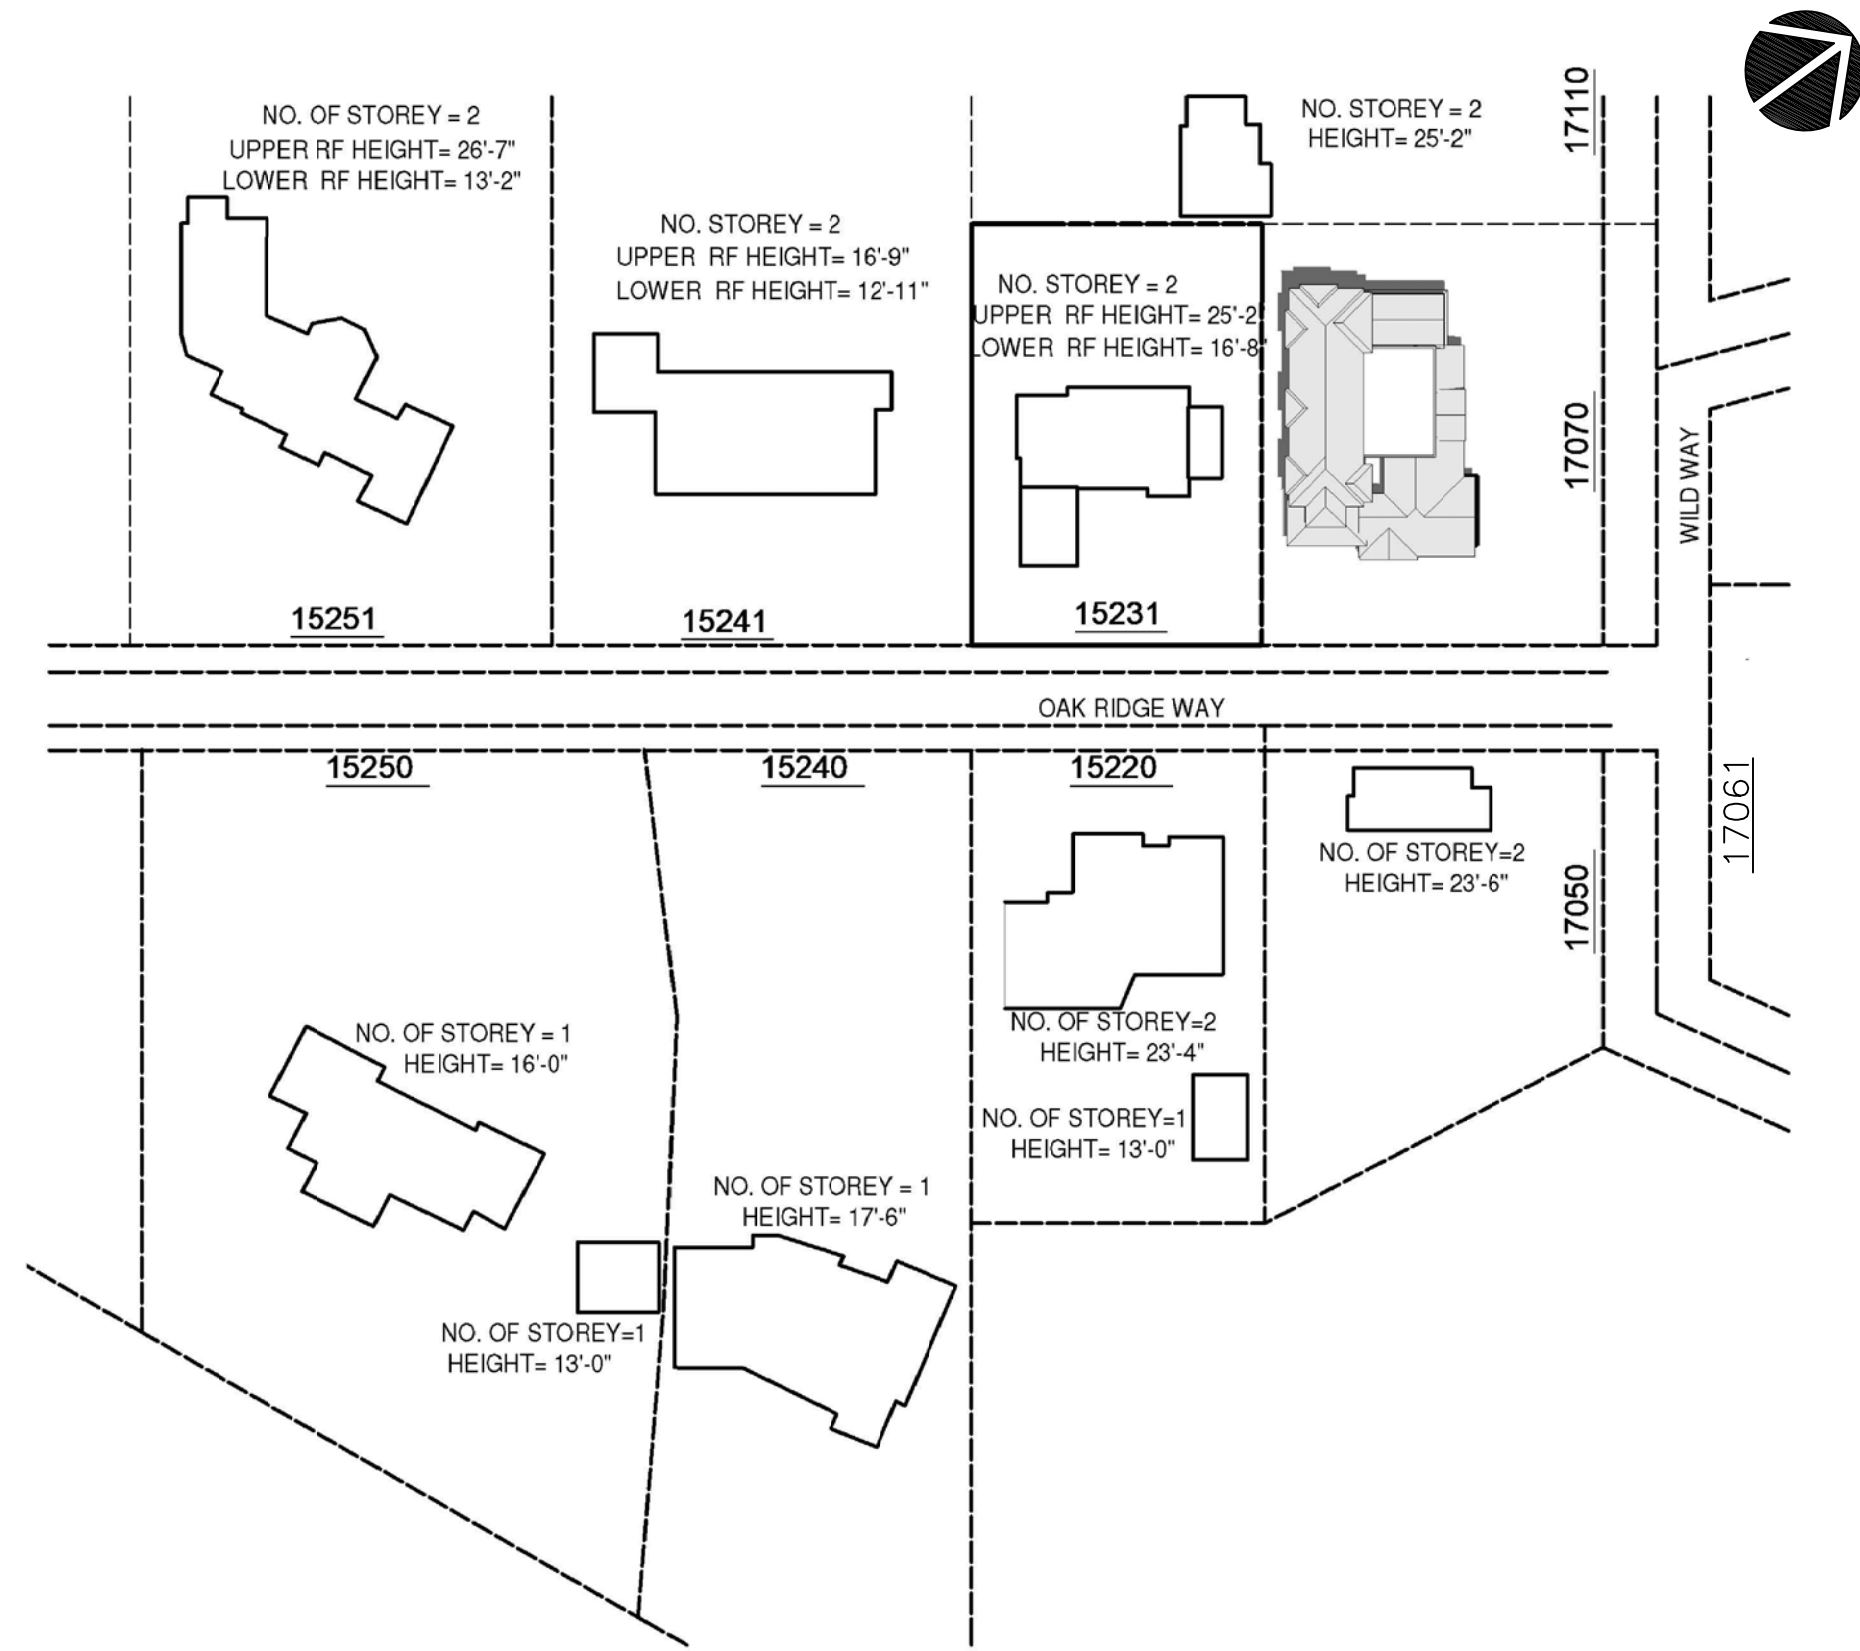 NO. OF STOREY = 2
UPPER RF HEIGHT= 26'-7"
LOWER RF HEIGHT= 13'-2"
15251
NO. STOREY = 2
UPPER RF HEIGHT= 16'-9"
LOWER RF HEIGHT= 12'-11"
15241
NO. STOREY = 2
UPPER RF HEIGHT= 25'-2
LOWER RF HEIGHT= 16'-8"
15231
NO. STOREY = 2
HEIGHT= 25'-2"
17110
17070
WILD WAY
OAK RIDGE WAY
15250
15240
15220
17061
NO. OF STOREY=2
HEIGHT= 23'-6"
17050
NO. OF STOREY = 1
HEIGHT= 16'-0"
NO. OF STOREY=2
HEIGHT= 23'-4"
NO. OF STOREY=1
HEIGHT= 13'-0"
NO. OF STOREY = 1
HEIGHT= 17'-6"
NO. OF STOREY=1
HEIGHT= 13'-0"